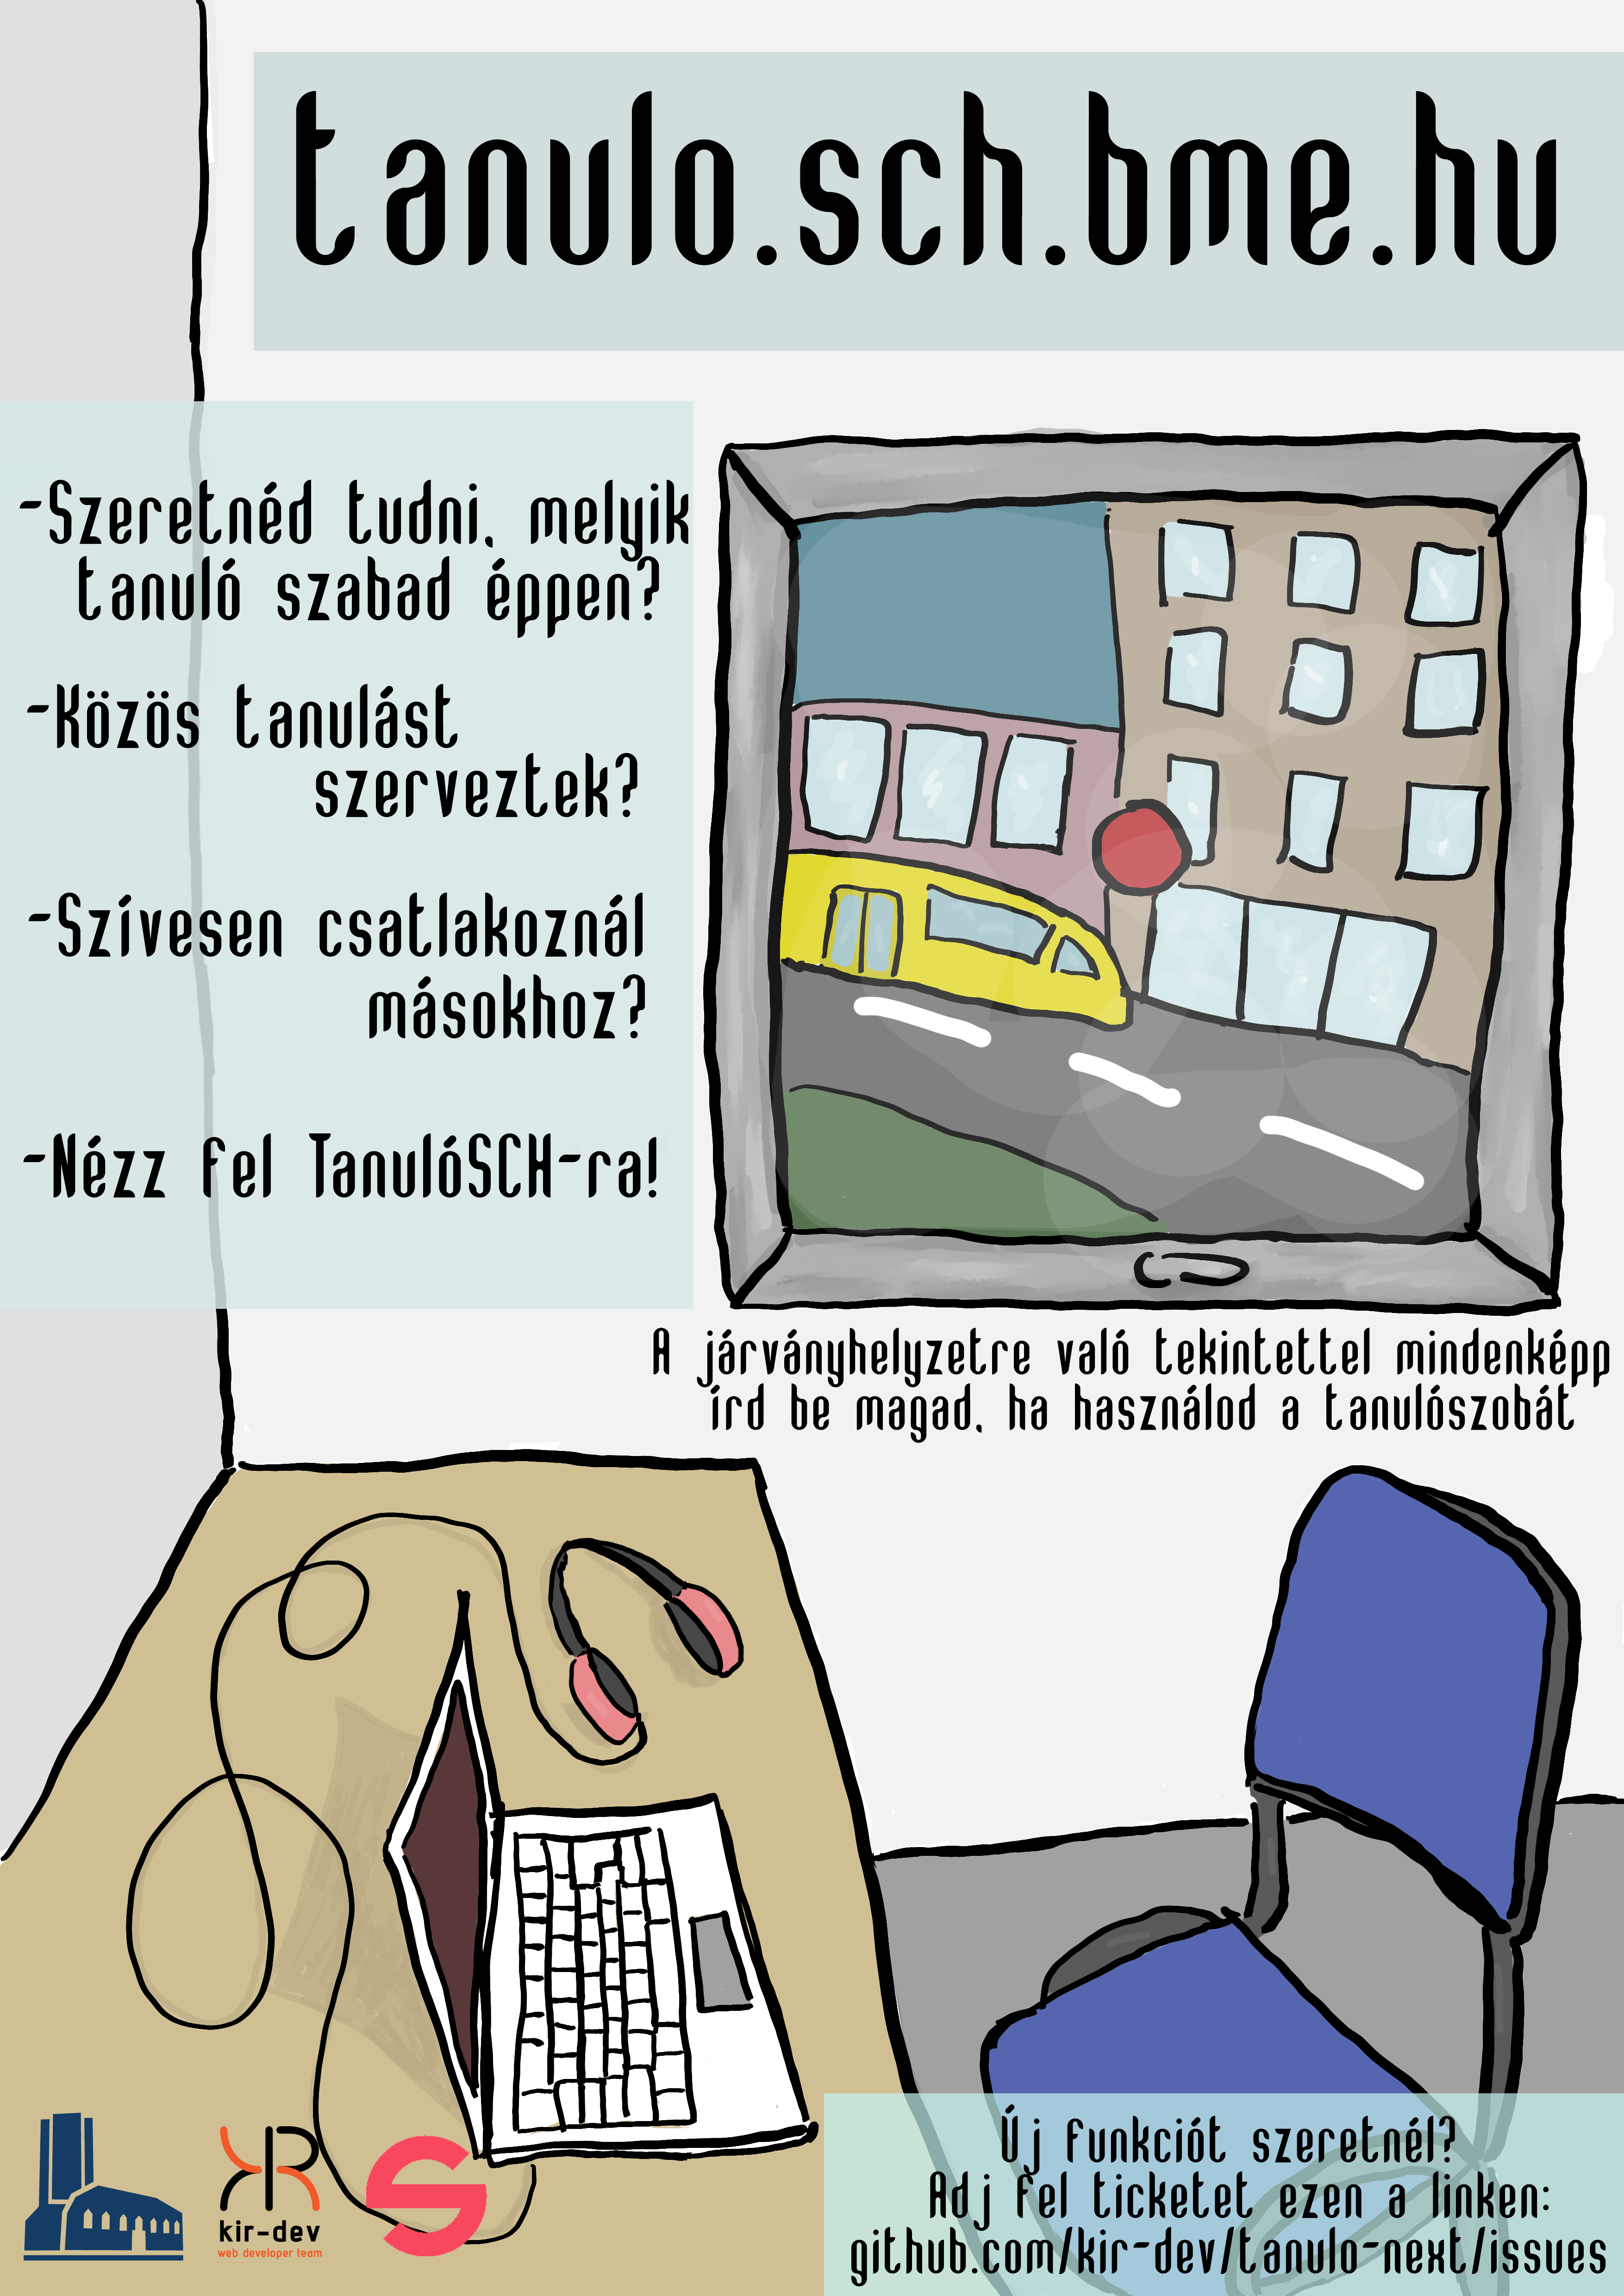 tanulo.sch.bme.hu
-Szeretnéd tudni, melyik
tanuló szabad éppen?
-Közös tanulást
szerveztek?
-Szívesen csatlakoznál
másokhoz?
-Nézz fel TanulóSCH-ra!
A járványhelyzetre való tekintettel mindenképp
írd be magad, ha használod a tanulószobát
Új funkciót szeretnél?
Adj fel ticketet ezen a linken:
github.com/kir-dev/tanulo-next/issues
kir-dev
web developer team